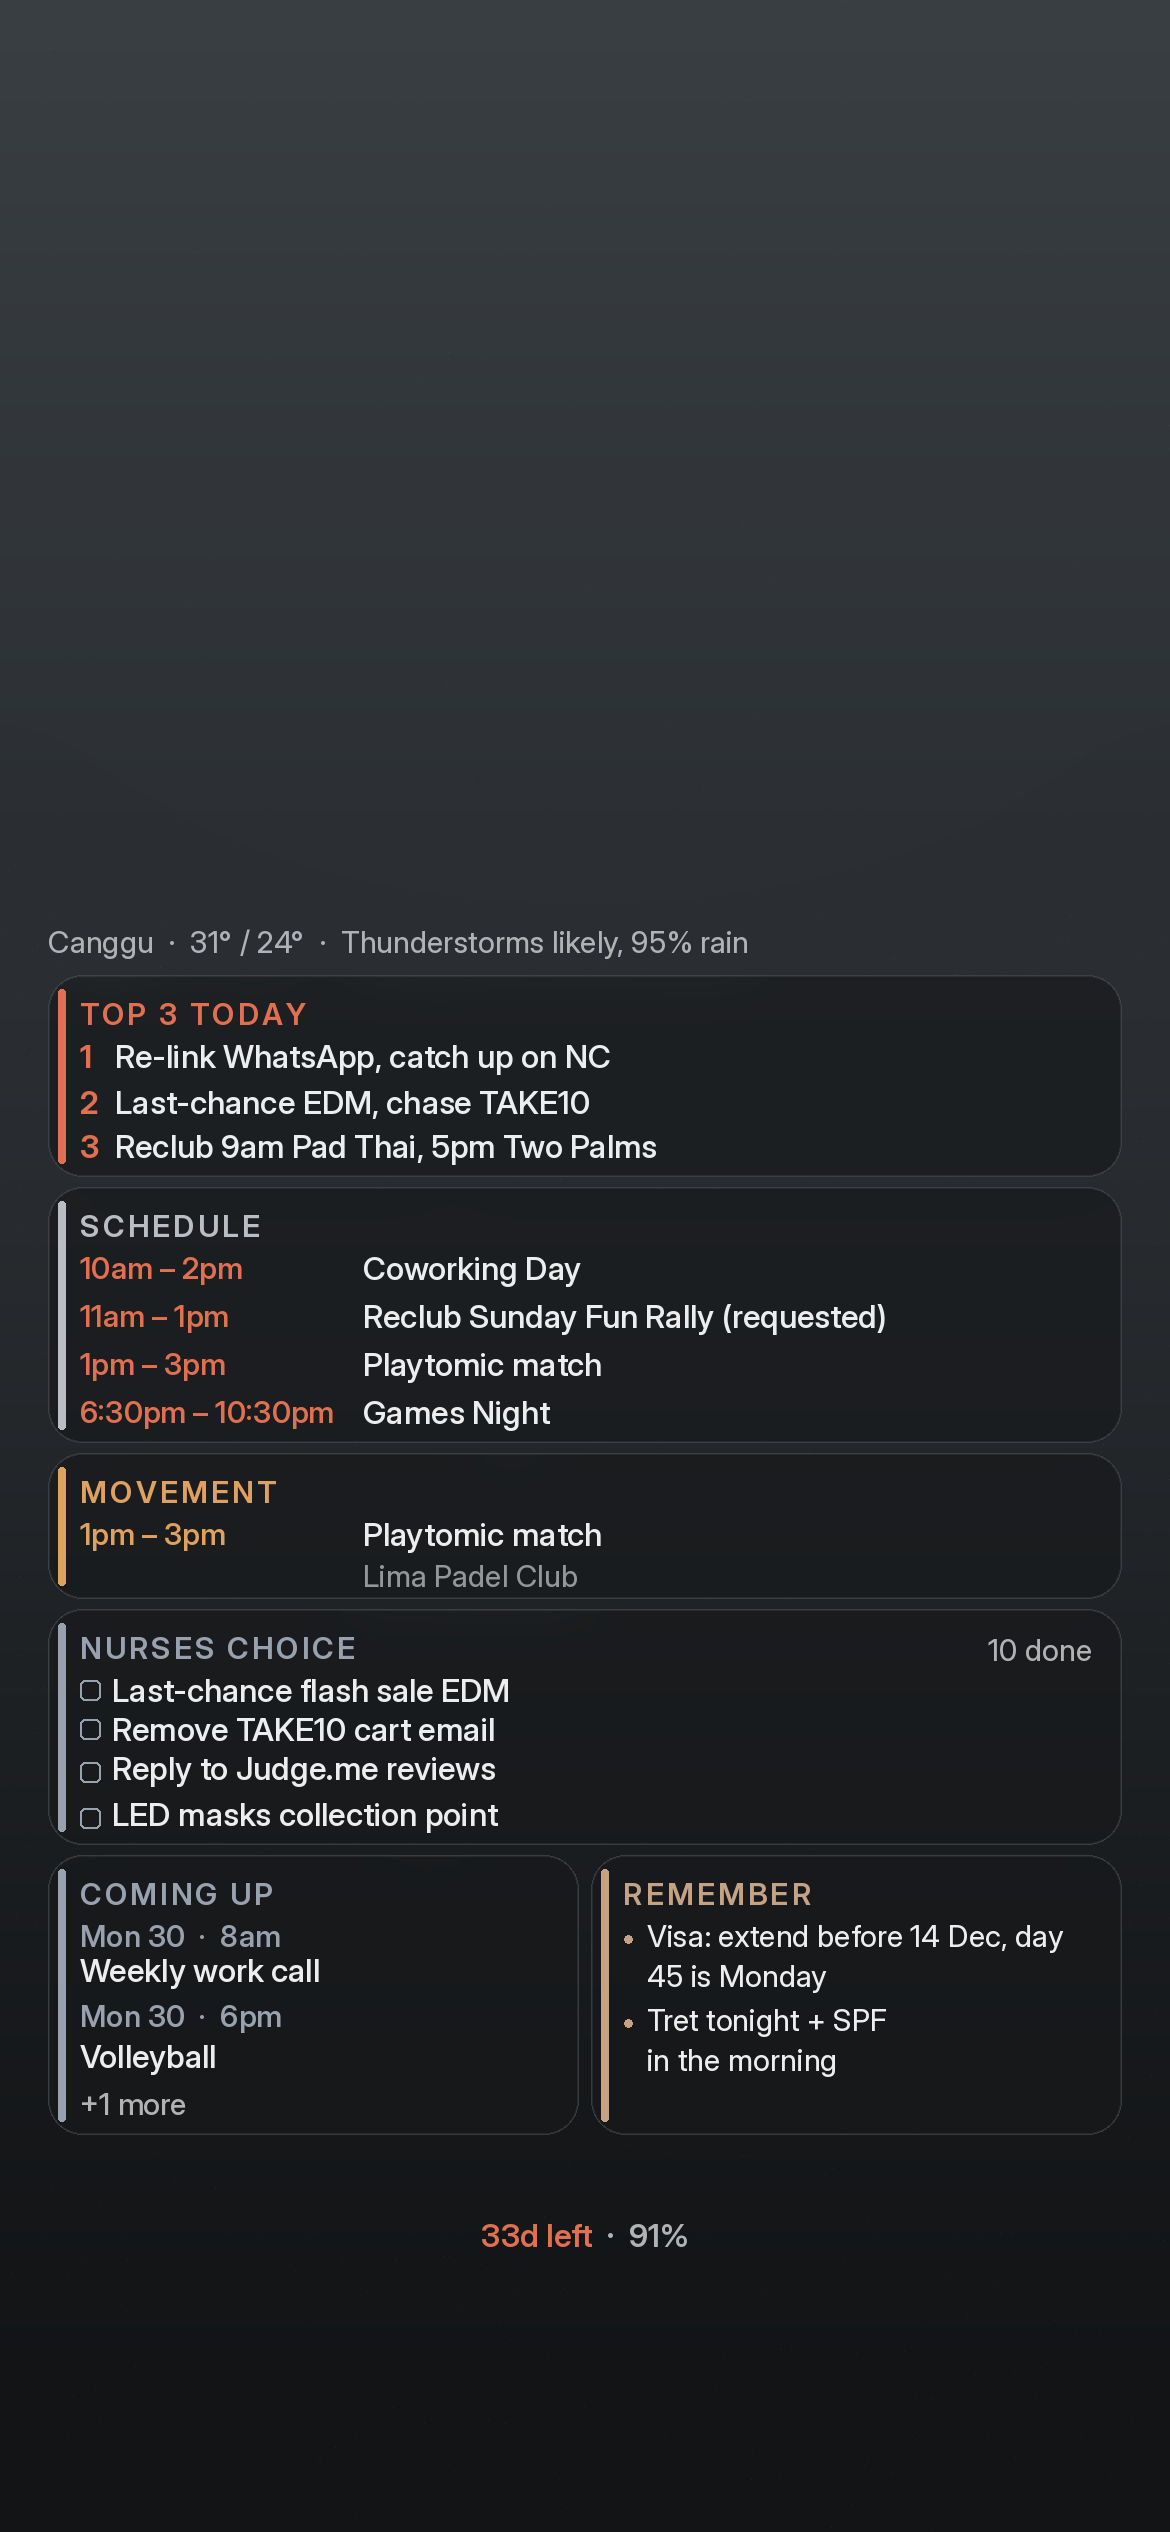 Canggu · 31° / 24° · Thunderstorms likely, 95% rain
TOP 3 TODAY
1 Re-link WhatsApp, catch up on NC
2 Last-chance EDM, chase TAKE10
3 Reclub 9am Pad Thai, 5pm Two Palms
SCHEDULE
10am – 2pm Coworking Day
11am – 1pm Reclub Sunday Fun Rally (requested)
1pm – 3pm Playtomic match
6:30pm – 10:30pm Games Night
MOVEMENT
1pm – 3pm Playtomic match
Lima Padel Club
NURSES CHOICE 10 done
Last-chance flash sale EDM
Remove TAKE10 cart email
Reply to Judge.me reviews
LED masks collection point
COMING UP
Mon 30 · 8am
Weekly work call
Mon 30 · 6pm
Volleyball
+1 more
REMEMBER
• Visa: extend before 14 Dec, day
45 is Monday
• Tret tonight + SPF
in the morning
33d left · 91%